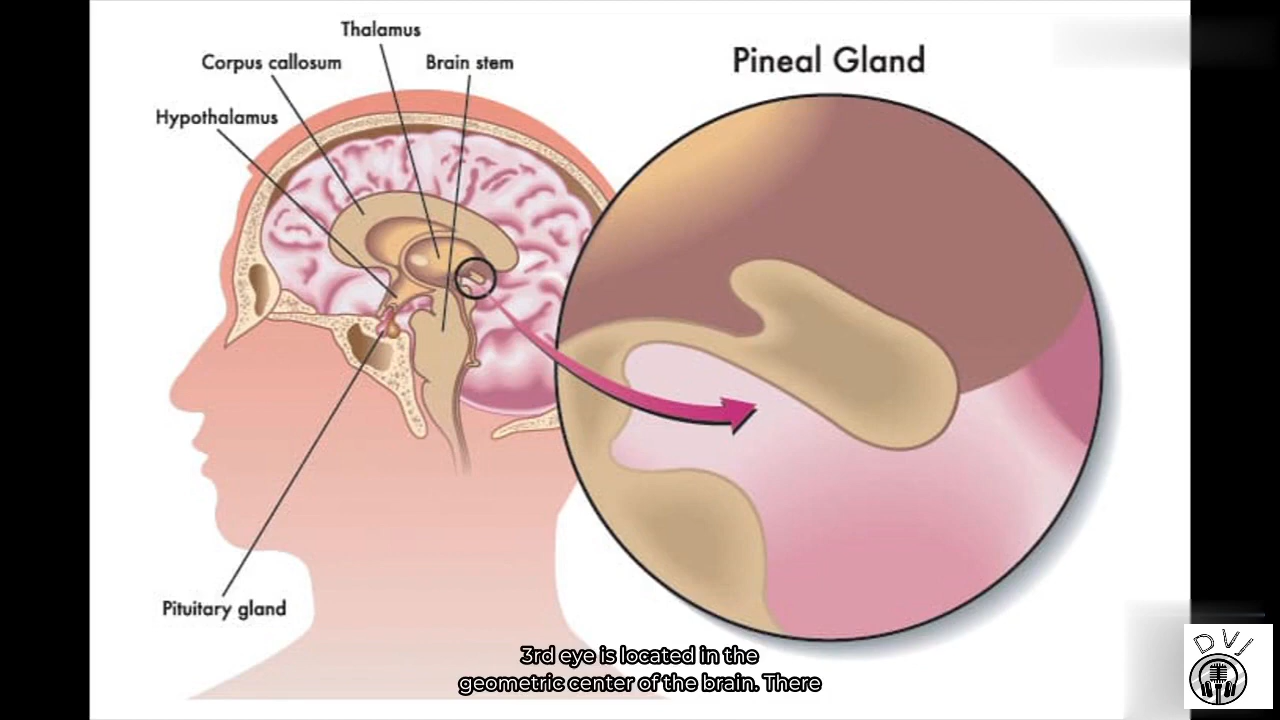 Thalamus
Corpus callosum
Brain stem
Hypothalamus
Pineal Gland
Pituitary gland
3rd eye is located in the
geometric center of the brain. There
DVJ